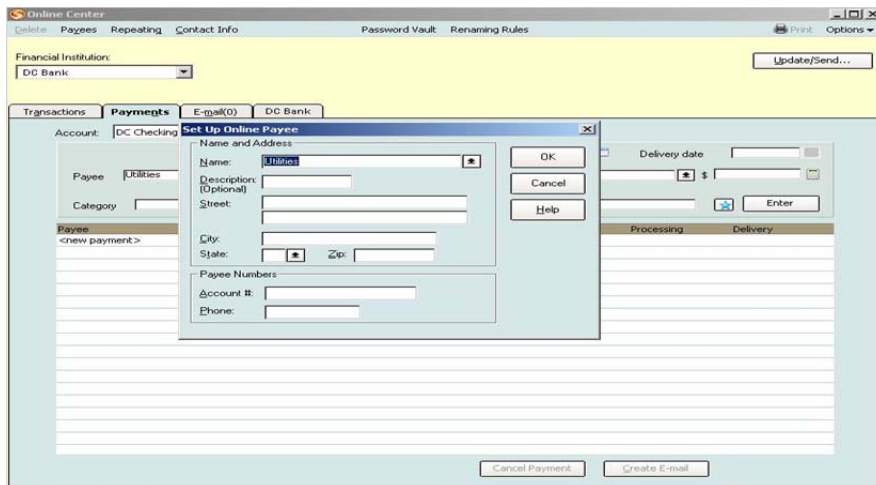 Online Center
Delete Payees Repeating Contact Info Password Vault Renaming Rules Print Options
Financial Institution:
DC Bank
Update/Send...
Transactions Payments E-mail(0) DC Bank
Account: DC Checking
Set Up Online Payee
Name and Address
Name: Utilities
Description:
(Optional)
Street:
City:
State: Zip:
Payee Numbers
Account #:
Phone:
OK
Cancel
Help
Delivery date
Payee Utilities $
Category Enter
Payee Processing Delivery
<new payment>
Cancel Payment Create E-mail